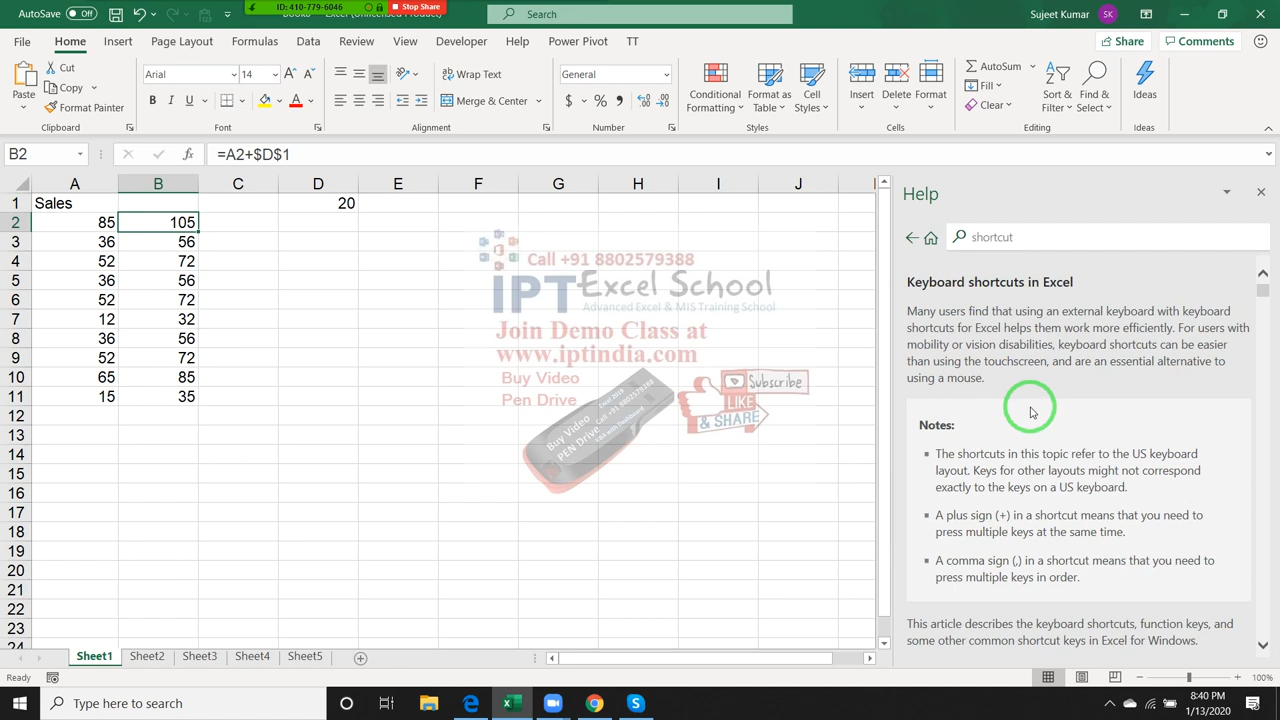 AutoSave Off
ID: 410-779-6046
Stop Share
Search
Sujeet Kumar
SK
File Home Insert Draw Page Layout Formulas Data Review View Developer Help Power Pivot TT
Share Comments
Paste
Cut
Copy
Format Painter
Clipboard
Arial 14
B I U
Font
Wrap Text
Merge & Center
Alignment
General
$ % ,
Number
Conditional Formatting
Format as Table
Cell Styles
Styles
Insert Delete Format
Cells
AutoSum
Fill
Clear
Sort & Filter
Find & Select
Editing
Ideas
Ideas
B2
fx
=A2+$D$1
A B C D E F G H I J
1 Sales 20
2 85 105
3 36 56
4 52 72
5 36 56
6 52 72
7 12 32
8 36 56
9 52 72
10 65 85
11 15 35
12
13
14
15
16
17
18
19
20
21
22
23
24
Call +91 8802579388
IPT Excel School
Advanced Excel & MIS Training School
Join Demo Class at
www.iptindia.com
Buy Video
Pen Drive
Buy Video
PEN Drive
Subscribe
LIKE
& SHARE
Help
shortcut
Keyboard shortcuts in Excel
Many users find that using an external keyboard with keyboard
shortcuts for Excel helps them work more efficiently. For users with
mobility or vision disabilities, keyboard shortcuts can be easier
than using the touchscreen, and are an essential alternative to
using a mouse.
Notes:
The shortcuts in this topic refer to the US keyboard
layout. Keys for other layouts might not correspond
exactly to the keys on a US keyboard.
A plus sign (+) in a shortcut means that you need to
press multiple keys at the same time.
A comma sign (,) in a shortcut means that you need to
press multiple keys in order.
This article describes the keyboard shortcuts, function keys, and
some other common shortcut keys in Excel for Windows.
Sheet1 Sheet2 Sheet3 Sheet4 Sheet5
Ready
100%
Type here to search
8:40 PM
1/13/2020